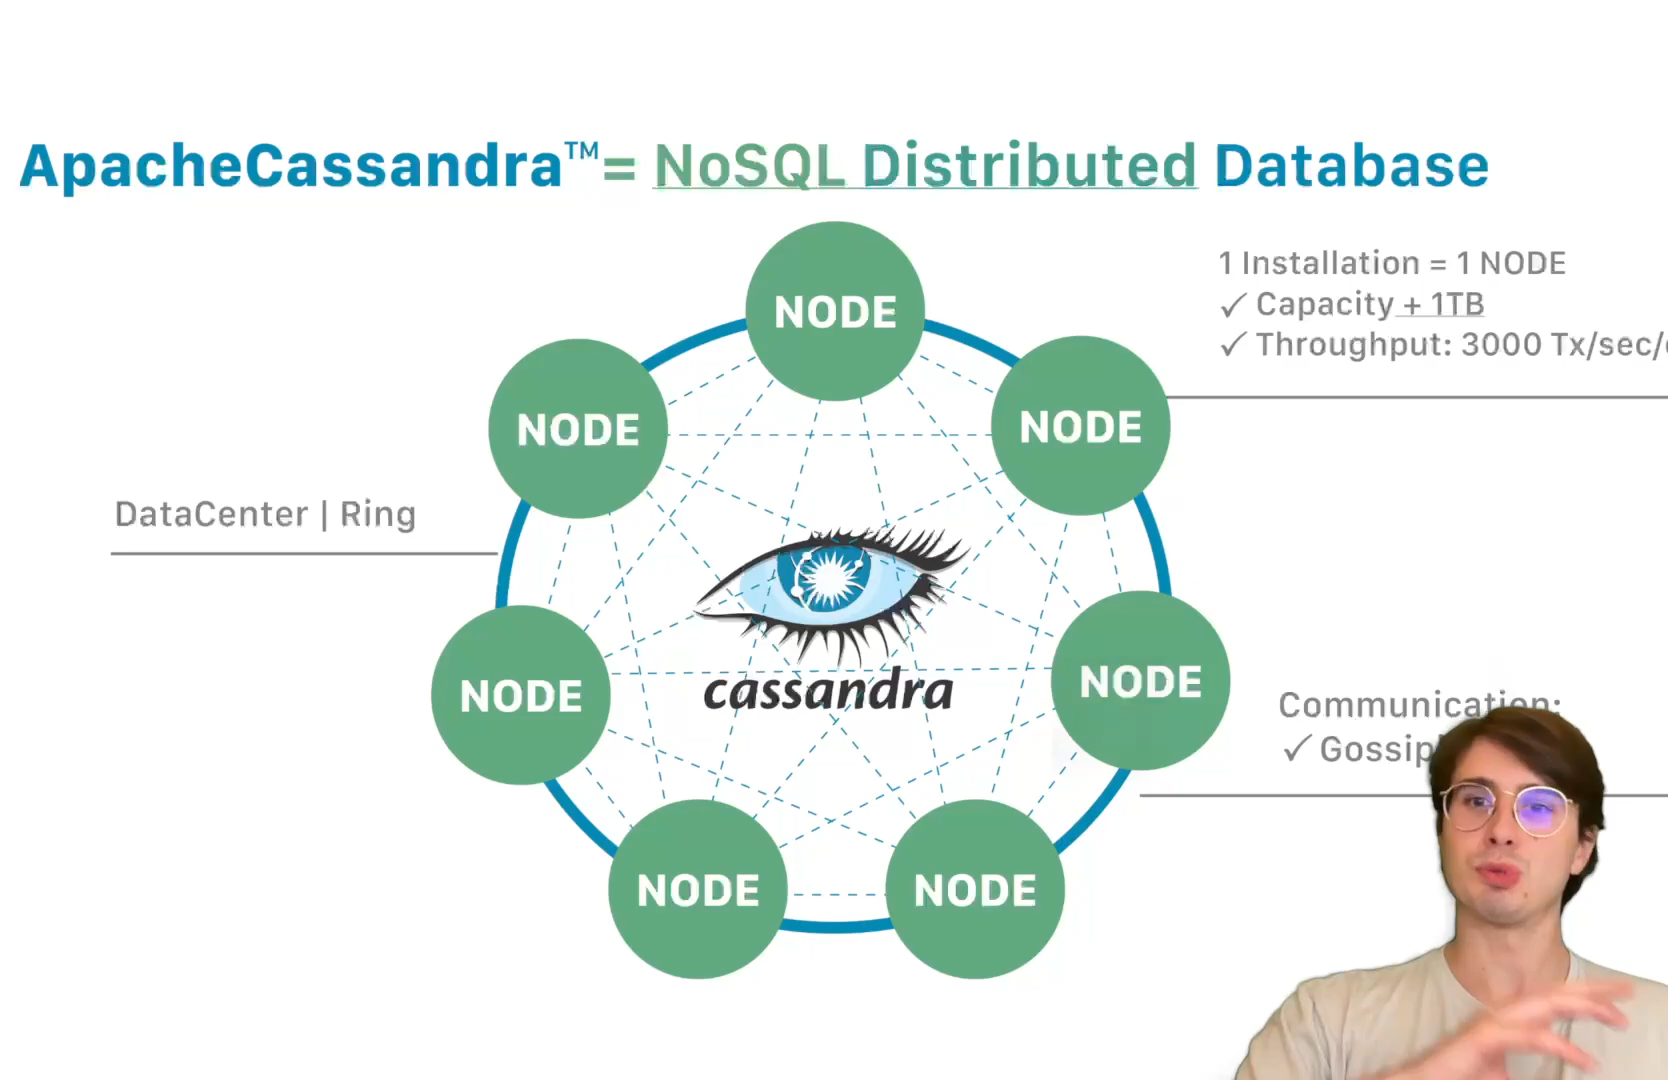 ApacheCassandra™= NoSQL Distributed Database
NODE
1 Installation = 1 NODE
✓ Capacity + 1TB
✓ Throughput: 3000 Tx/sec/
NODE
NODE
DataCenter | Ring
cassandra
NODE
NODE
Communication:
✓ Gossip
NODE
NODE